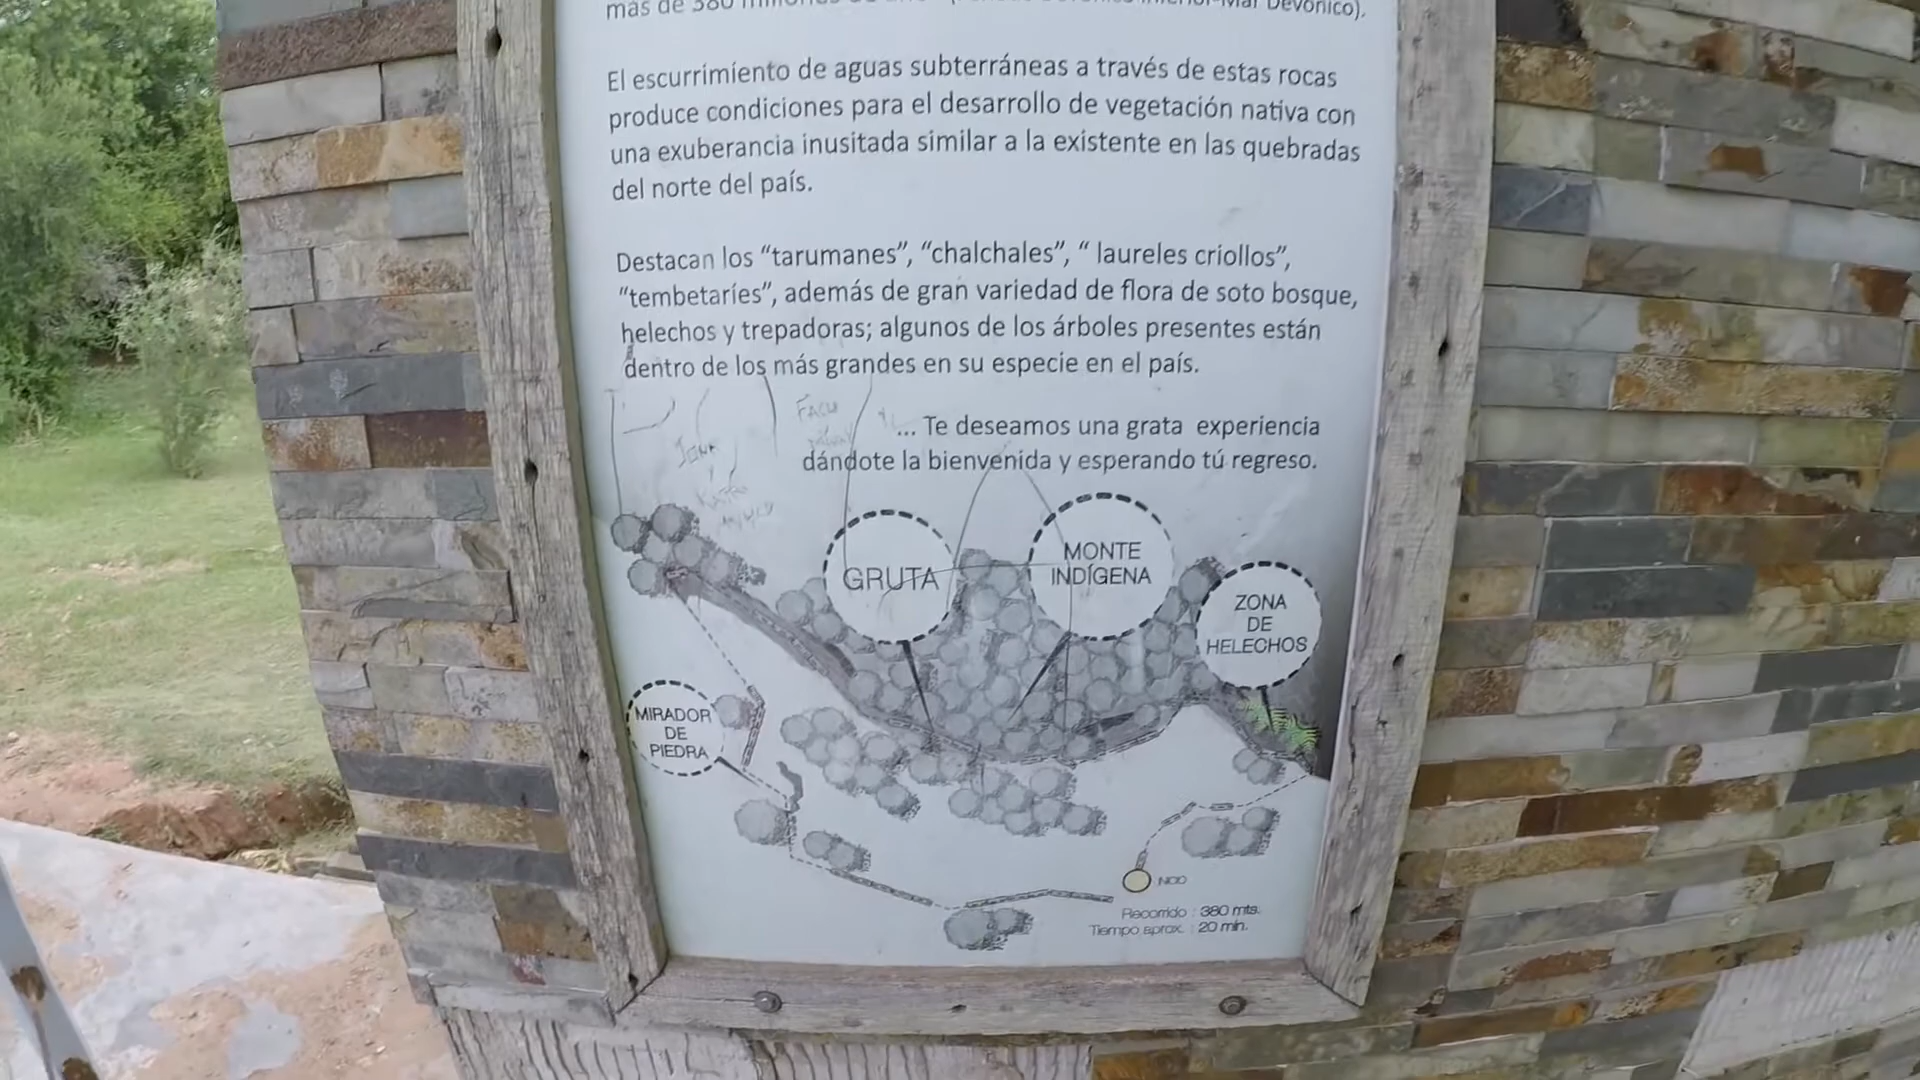 más de 380 millones de años (Período Devónico Inferior-Mar Devónico).
El escurrimiento de aguas subterráneas a través de estas rocas
produce condiciones para el desarrollo de vegetación nativa con
una exuberancia inusitada similar a la existente en las quebradas
del norte del país.
Destacan los “tarumanes”, “chalchales”, “ laureles criollos”,
“tembetaríes”, además de gran variedad de flora de soto bosque,
helechos y trepadoras; algunos de los árboles presentes están
dentro de los más grandes en su especie en el país.
... Te deseamos una grata experiencia
dándote la bienvenida y esperando tú regreso.
FACU
GRUTA
MONTE
INDÍGENA
ZONA
DE
HELECHOS
MIRADOR
DE
PIEDRA
Recorrido : 380 mts.
Tiempo aprox. : 20 min.